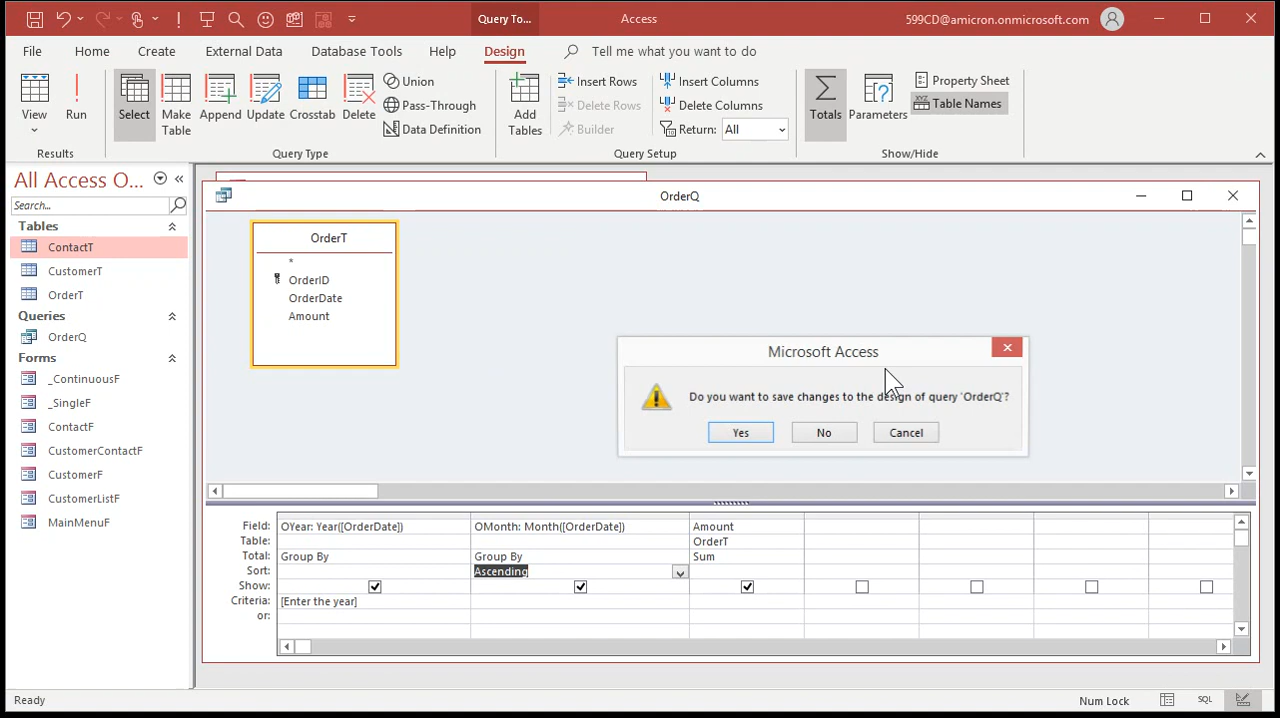 Query To...
Access
599CD@amicron.onmicrosoft.com
File
Home
Create
External Data
Database Tools
Help
Design
Tell me what you want to do
View
Run
Select
Make
Table
Append
Update
Crosstab
Delete
Union
Pass-Through
Data Definition
Add
Tables
Insert Rows
Delete Rows
Builder
Insert Columns
Delete Columns
Return:
All
Totals
Parameters
Property Sheet
Table Names
Results
Query Type
Query Setup
Show/Hide
All Access O...
Search...
Tables
ContactT
CustomerT
OrderT
Queries
OrderQ
Forms
_ContinuousF
_SingleF
ContactF
CustomerContactF
CustomerF
CustomerListF
MainMenuF
OrderQ
OrderT
*
OrderID
OrderDate
Amount
Microsoft Access
Do you want to save changes to the design of query 'OrderQ'?
Yes
No
Cancel
Field: OYear: Year([OrderDate]) OMonth: Month([OrderDate]) Amount
Table: OrderT
Total: Group By Group By Sum
Sort: Ascending
Show:
Criteria: [Enter the year]
or:
Ready
Num Lock
SQL